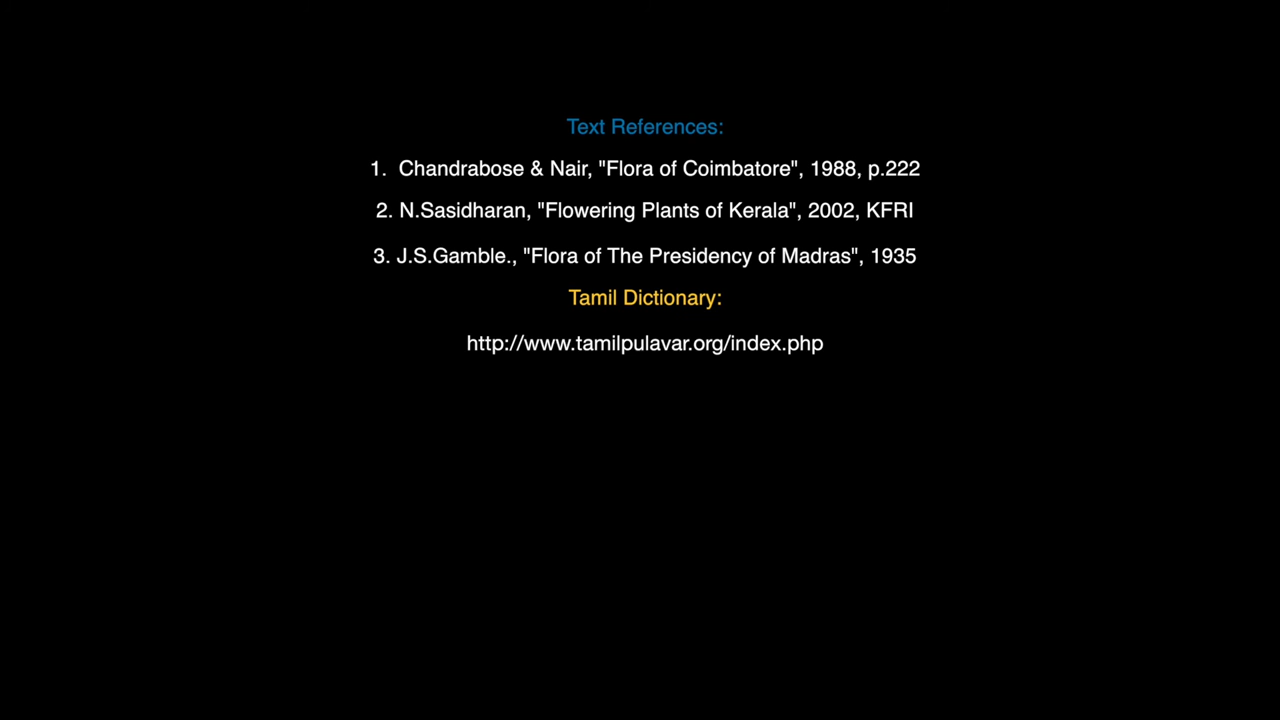 Text References:
1.  Chandrabose & Nair, "Flora of Coimbatore", 1988, p.222
2. N.Sasidharan, "Flowering Plants of Kerala", 2002, KFRI
3. J.S.Gamble., "Flora of The Presidency of Madras", 1935
Tamil Dictionary:
http://www.tamilpulavar.org/index.php